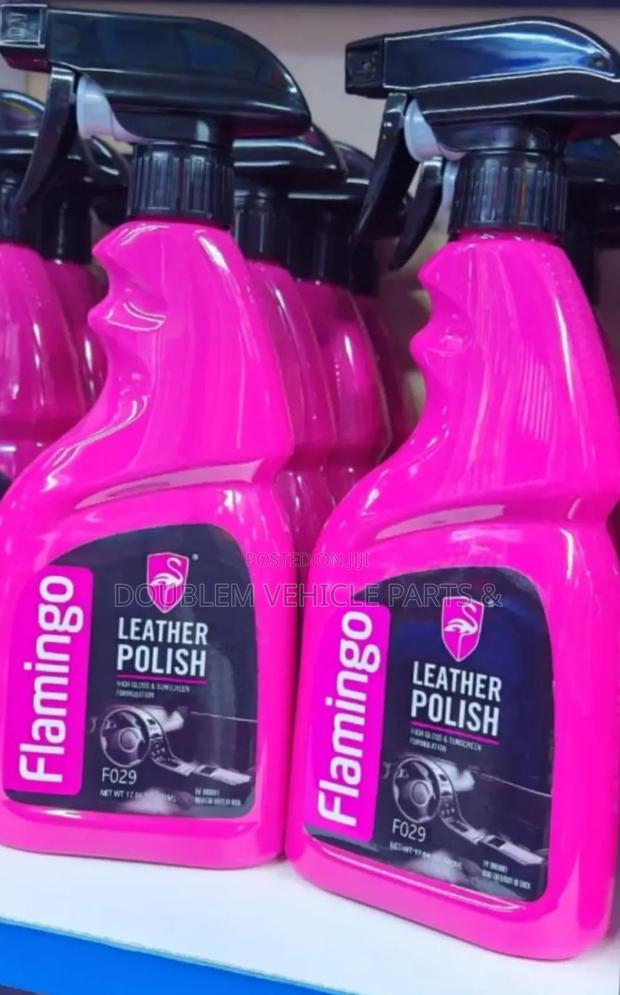 POSTED ON JIJI
DOUBLEM VEHICLE PARTS &
Flamingo
®
LEATHER
POLISH
HIGH GLOSS & SUNSCREEN
FORMULATION
F029
Flamingo
LEATHER
POLISH
HIGH GLOSS & SUNSCREEN
FORMULATION
F029